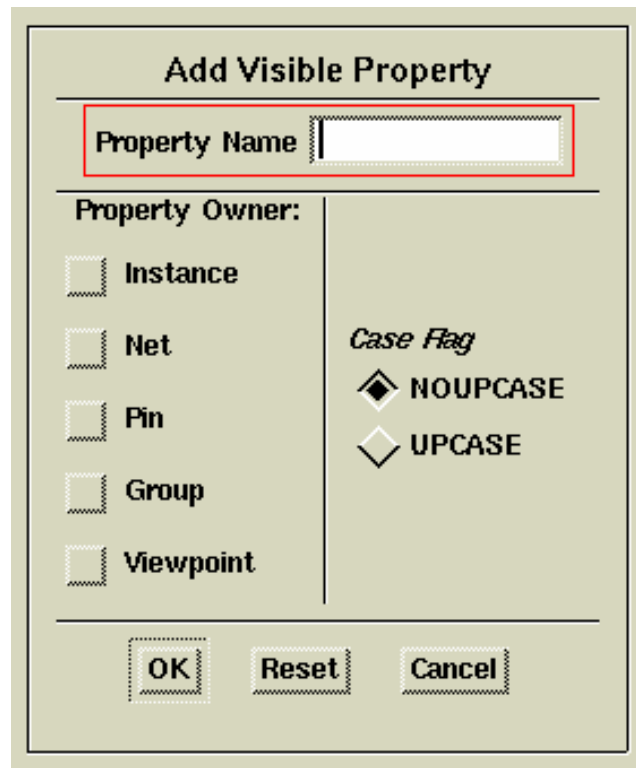 Add Visible Property
Property Name
Property Owner:
Instance
Net
Pin
Group
Viewpoint
Case Flag
NOUPCASE
UPCASE
OK Reset Cancel